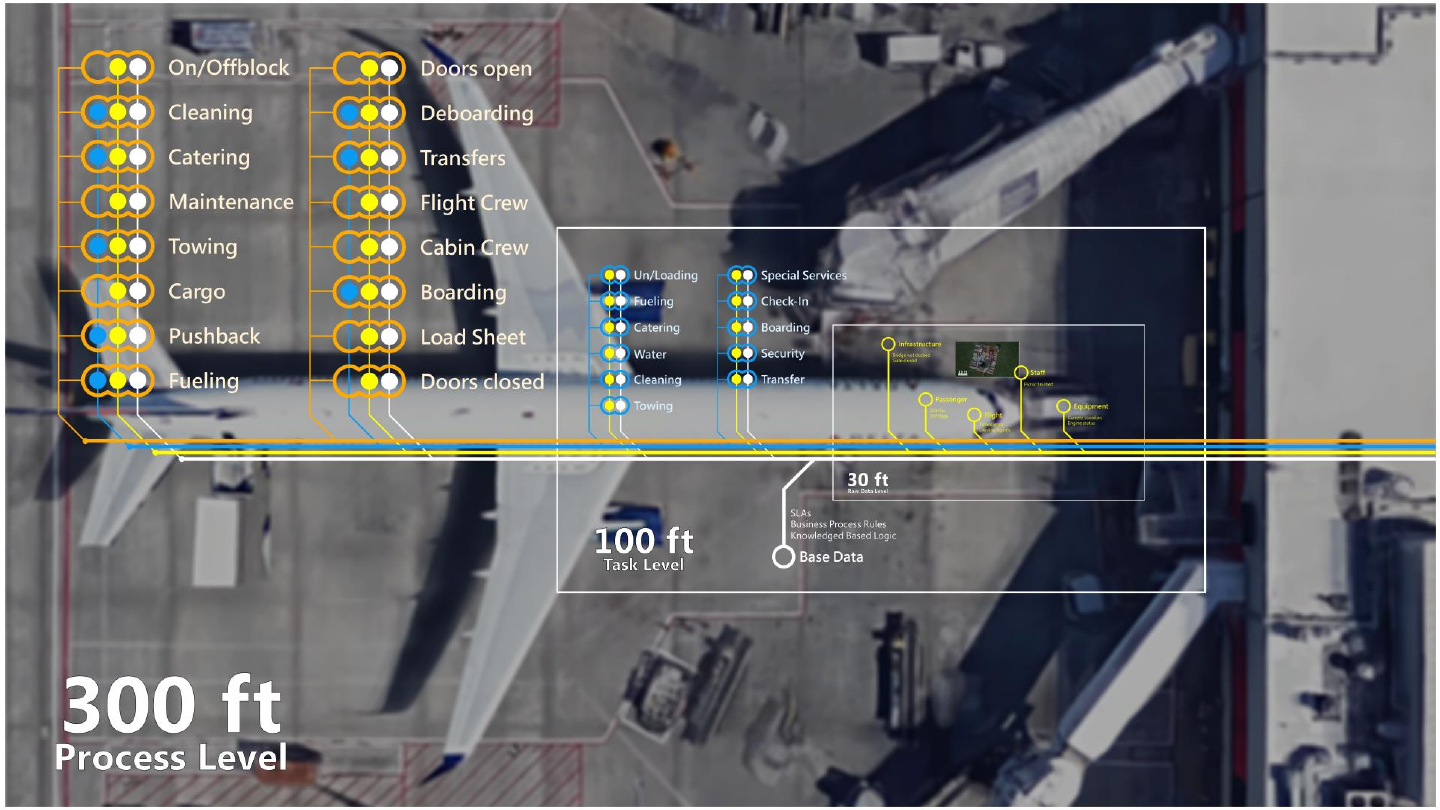 On/Offblock
Cleaning
Catering
Maintenance
Towing
Cargo
Pushback
Fueling
Doors open
Deboarding
Transfers
Flight Crew
Cabin Crew
Boarding
Load Sheet
Doors closed
Un/Loading
Fueling
Catering
Water
Cleaning
Towing
Special Services
Check-In
Boarding
Security
Transfer
Infrastructure
Staff
Passenger
Flight
Equipment
30 ft
Raw Data Level
SLAs
Business Process Rules
Knowledged Based Logic
Base Data
100 ft
Task Level
300 ft
Process Level